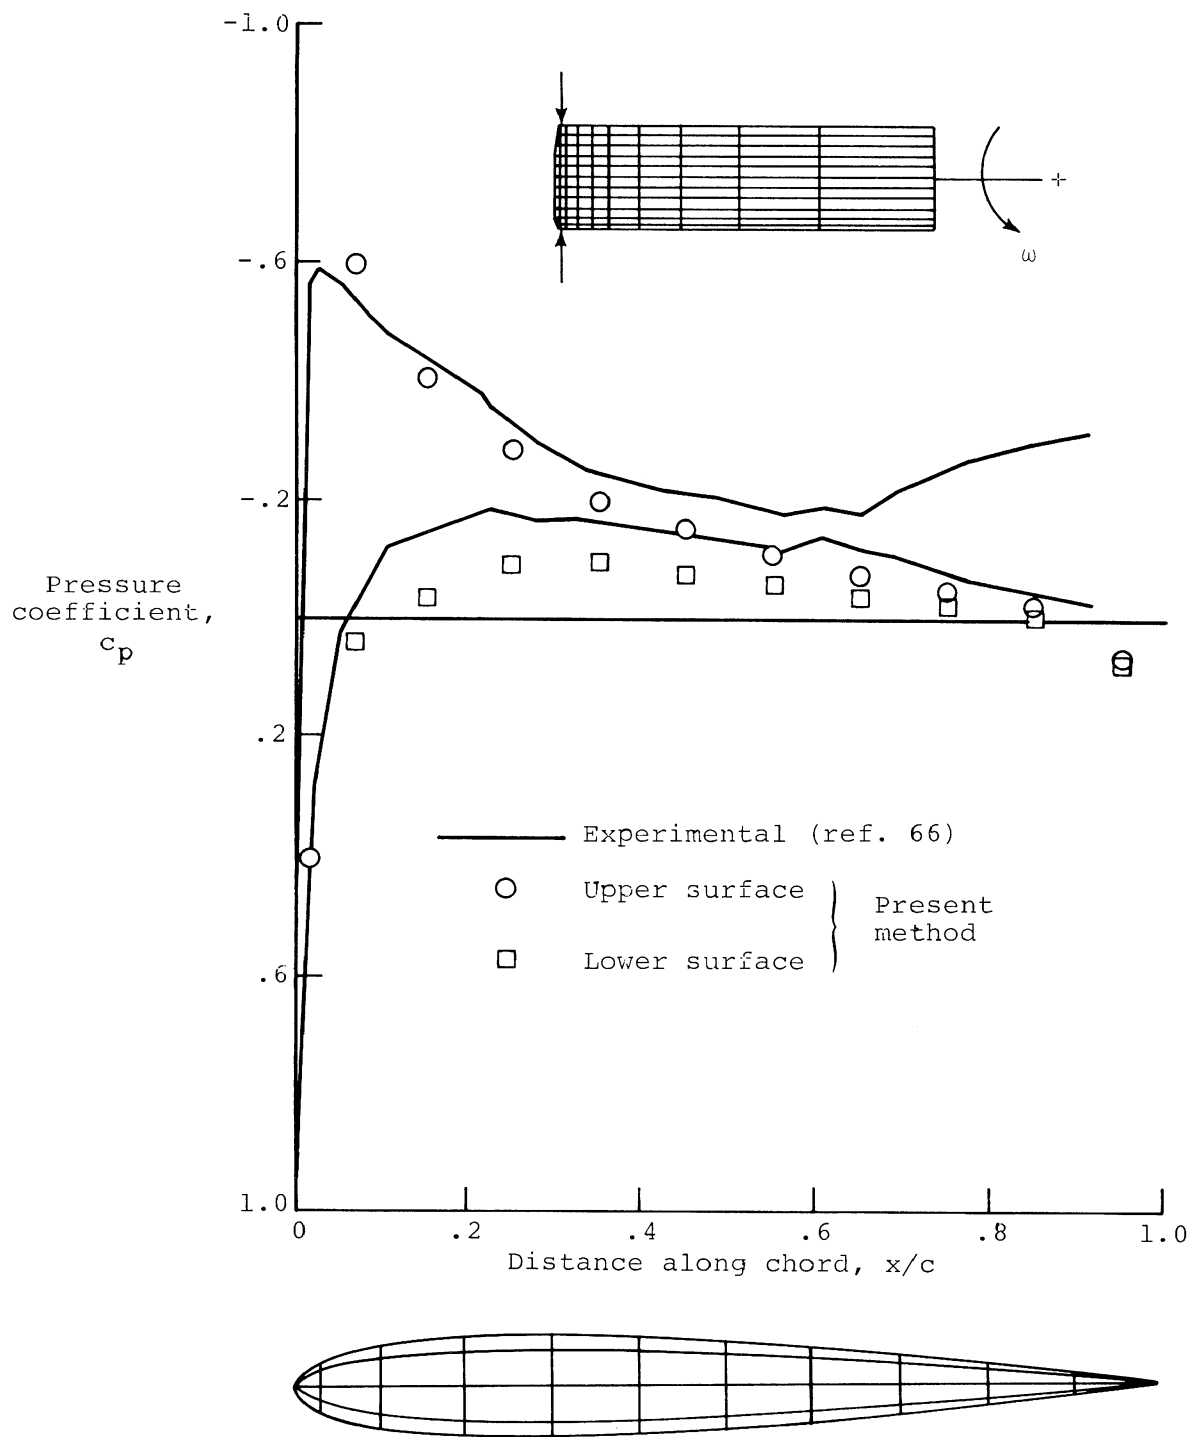 -1.0
ω
-.6
-.2
Pressure
coefficient,
cp
.2
Experimental (ref. 66)
Upper surface
Present
method
Lower surface
.6
1.0
0 .2 .4 .6 .8 1.0
Distance along chord, x/c